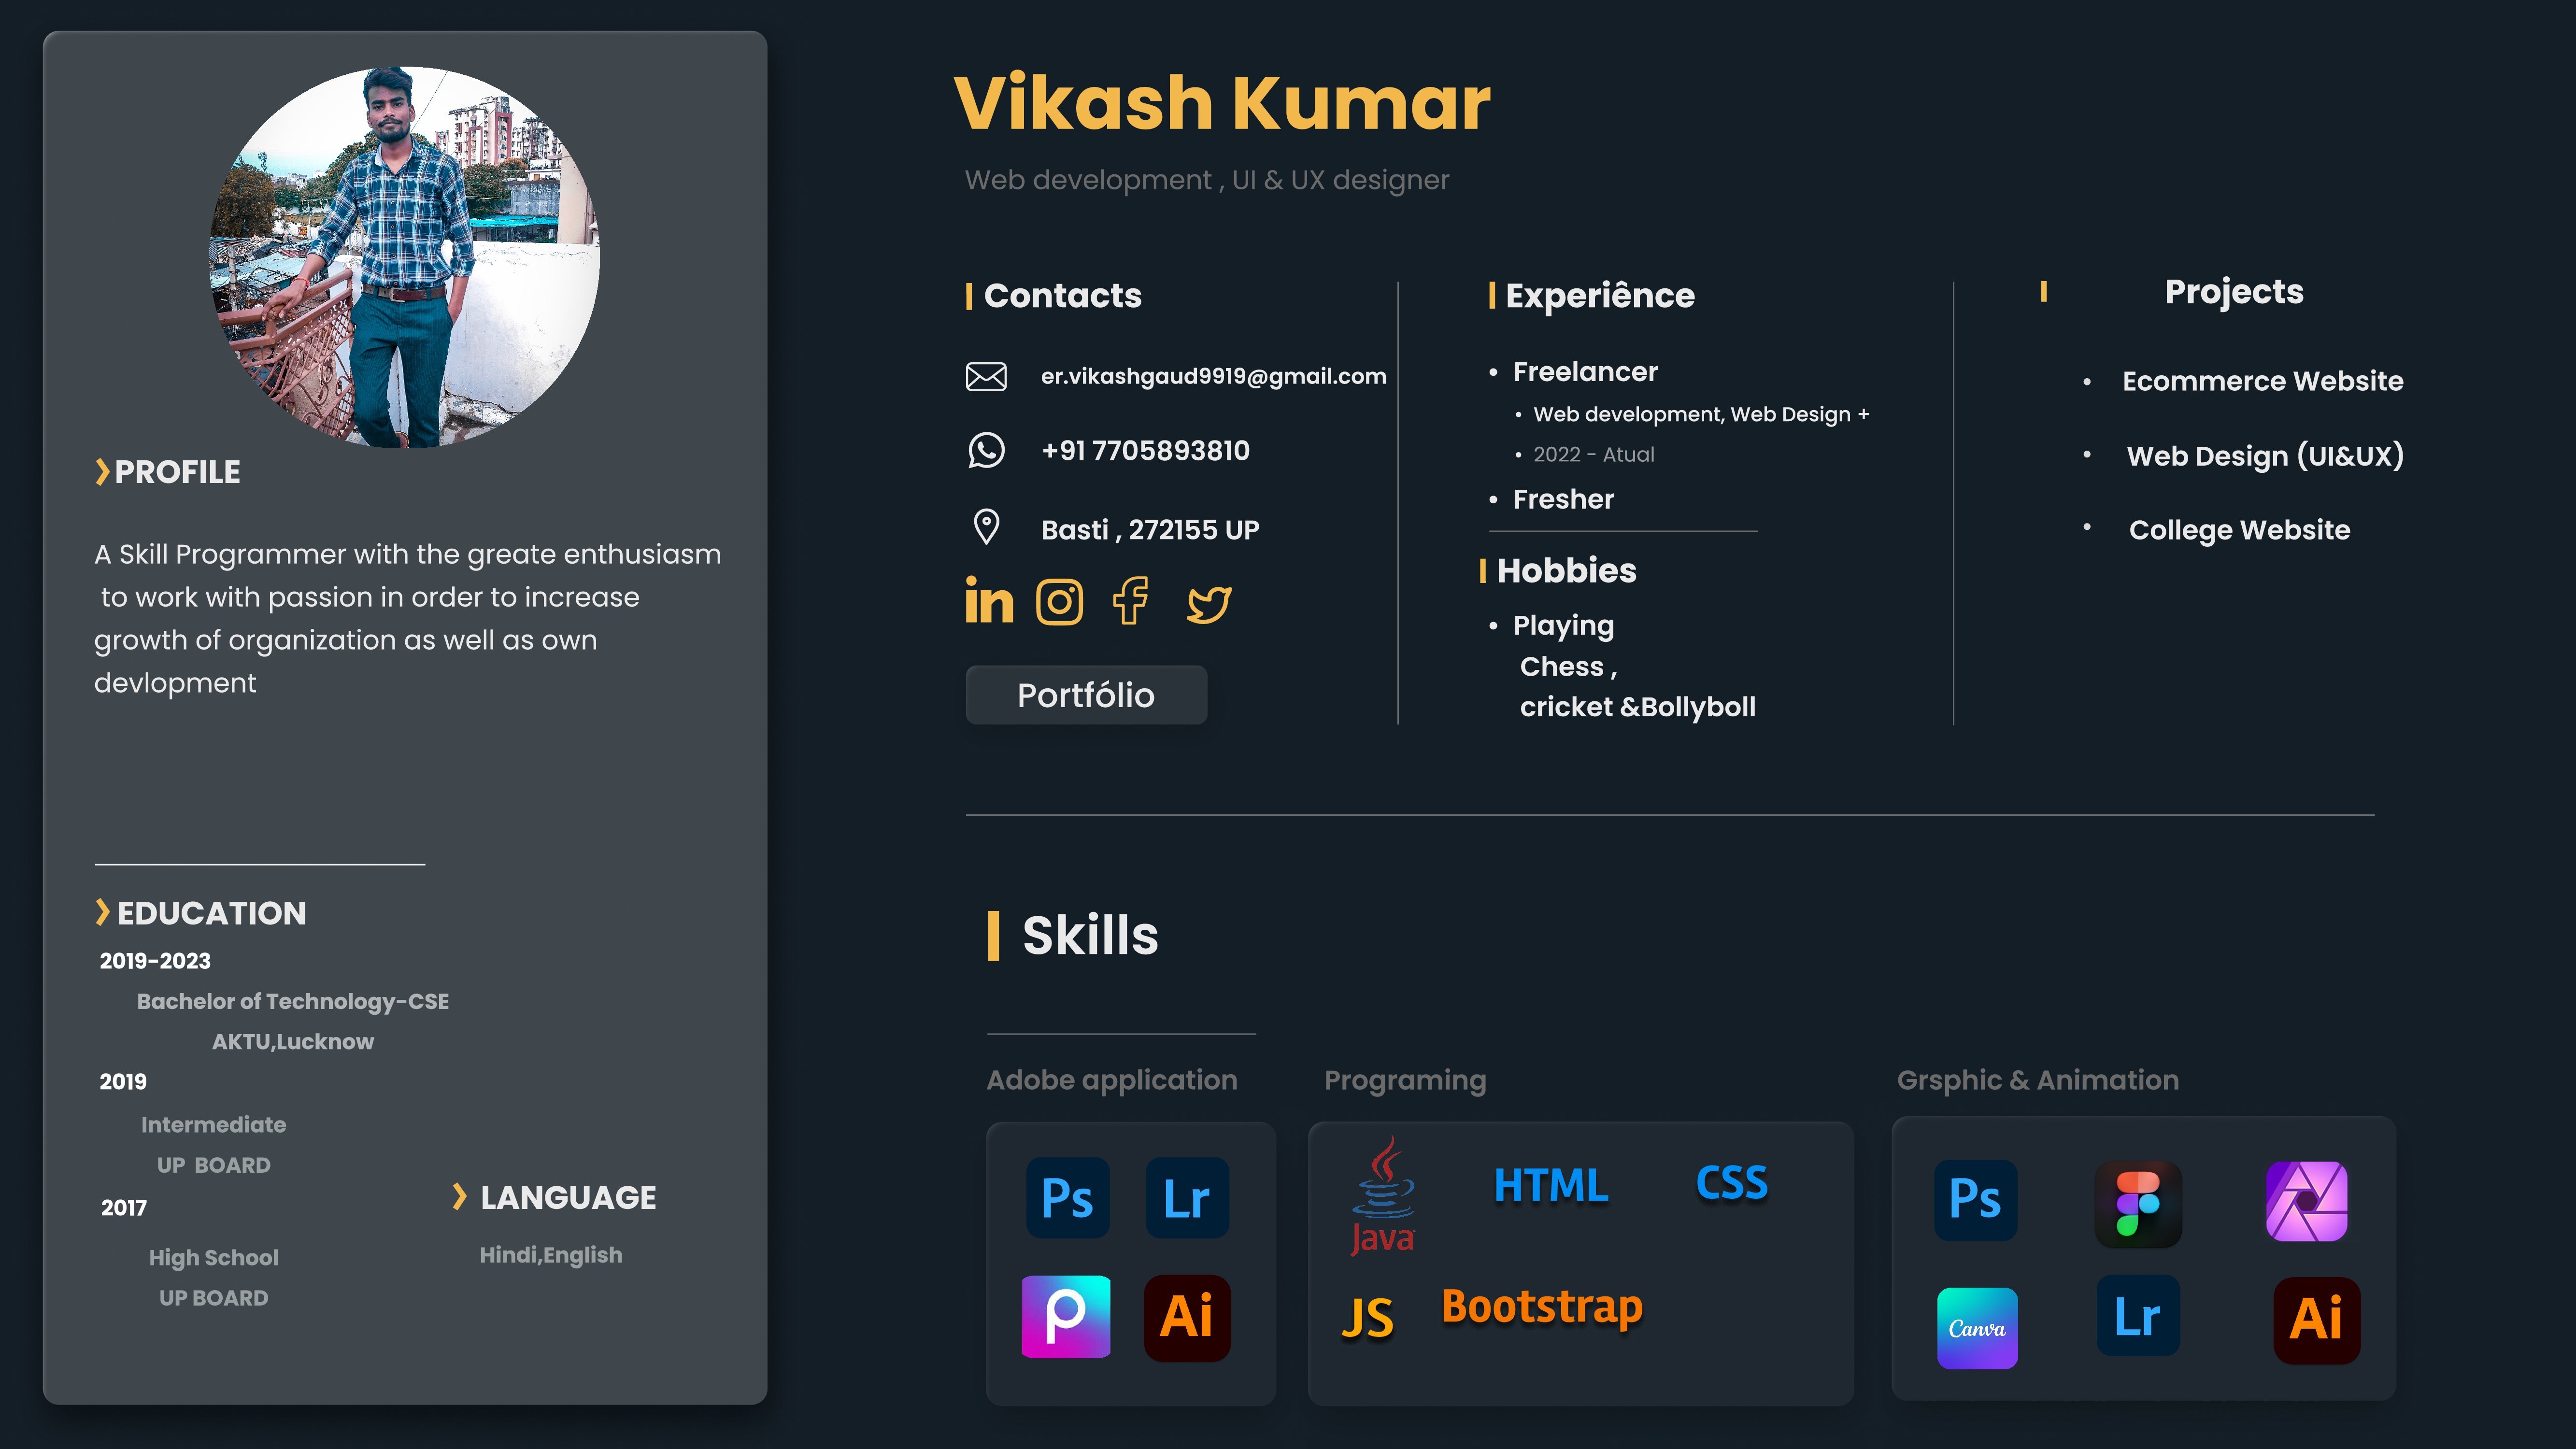 PROFILE
A Skill Programmer with the greate enthusiasm
to work with passion in order to increase
growth of organization as well as own
devlopment
EDUCATION
2019-2023
Bachelor of Technology-CSE
AKTU,Lucknow
2019
Intermediate
UP BOARD
2017
High School
UP BOARD
LANGUAGE
Hindi,English
Vikash Kumar
Web development , UI & UX designer
Contacts
er.vikashgaud9919@gmail.com
+91 7705893810
Basti , 272155 UP
in
Portfólio
Experiênce
• Freelancer
• Web development, Web Design +
• 2022 - Atual
• Fresher
Hobbies
• Playing
Chess ,
cricket &Bollyboll
Projects
• Ecommerce Website
• Web Design (UI&UX)
• College Website
Skills
Adobe application
Ps Lr
P Ai
Programing
Java HTML CSS
JS Bootstrap
Grsphic & Animation
Ps
Canva Lr Ai